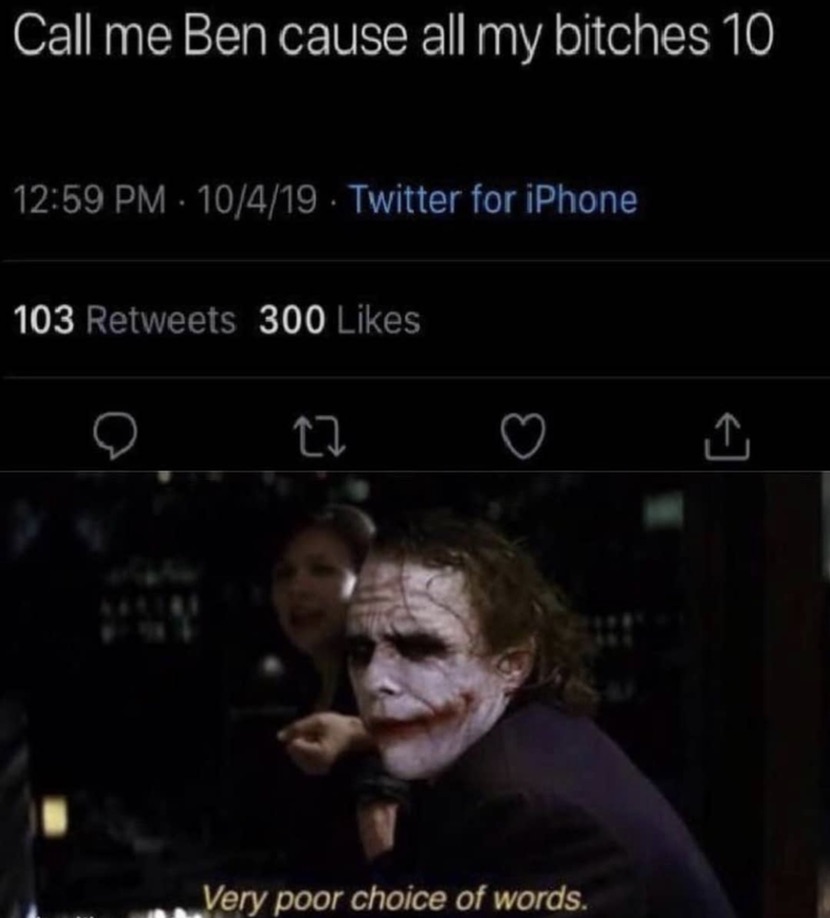 Call me Ben cause all my bitches 10
12:59 PM · 10/4/19 · Twitter for iPhone
103 Retweets 300 Likes
Very poor choice of words.